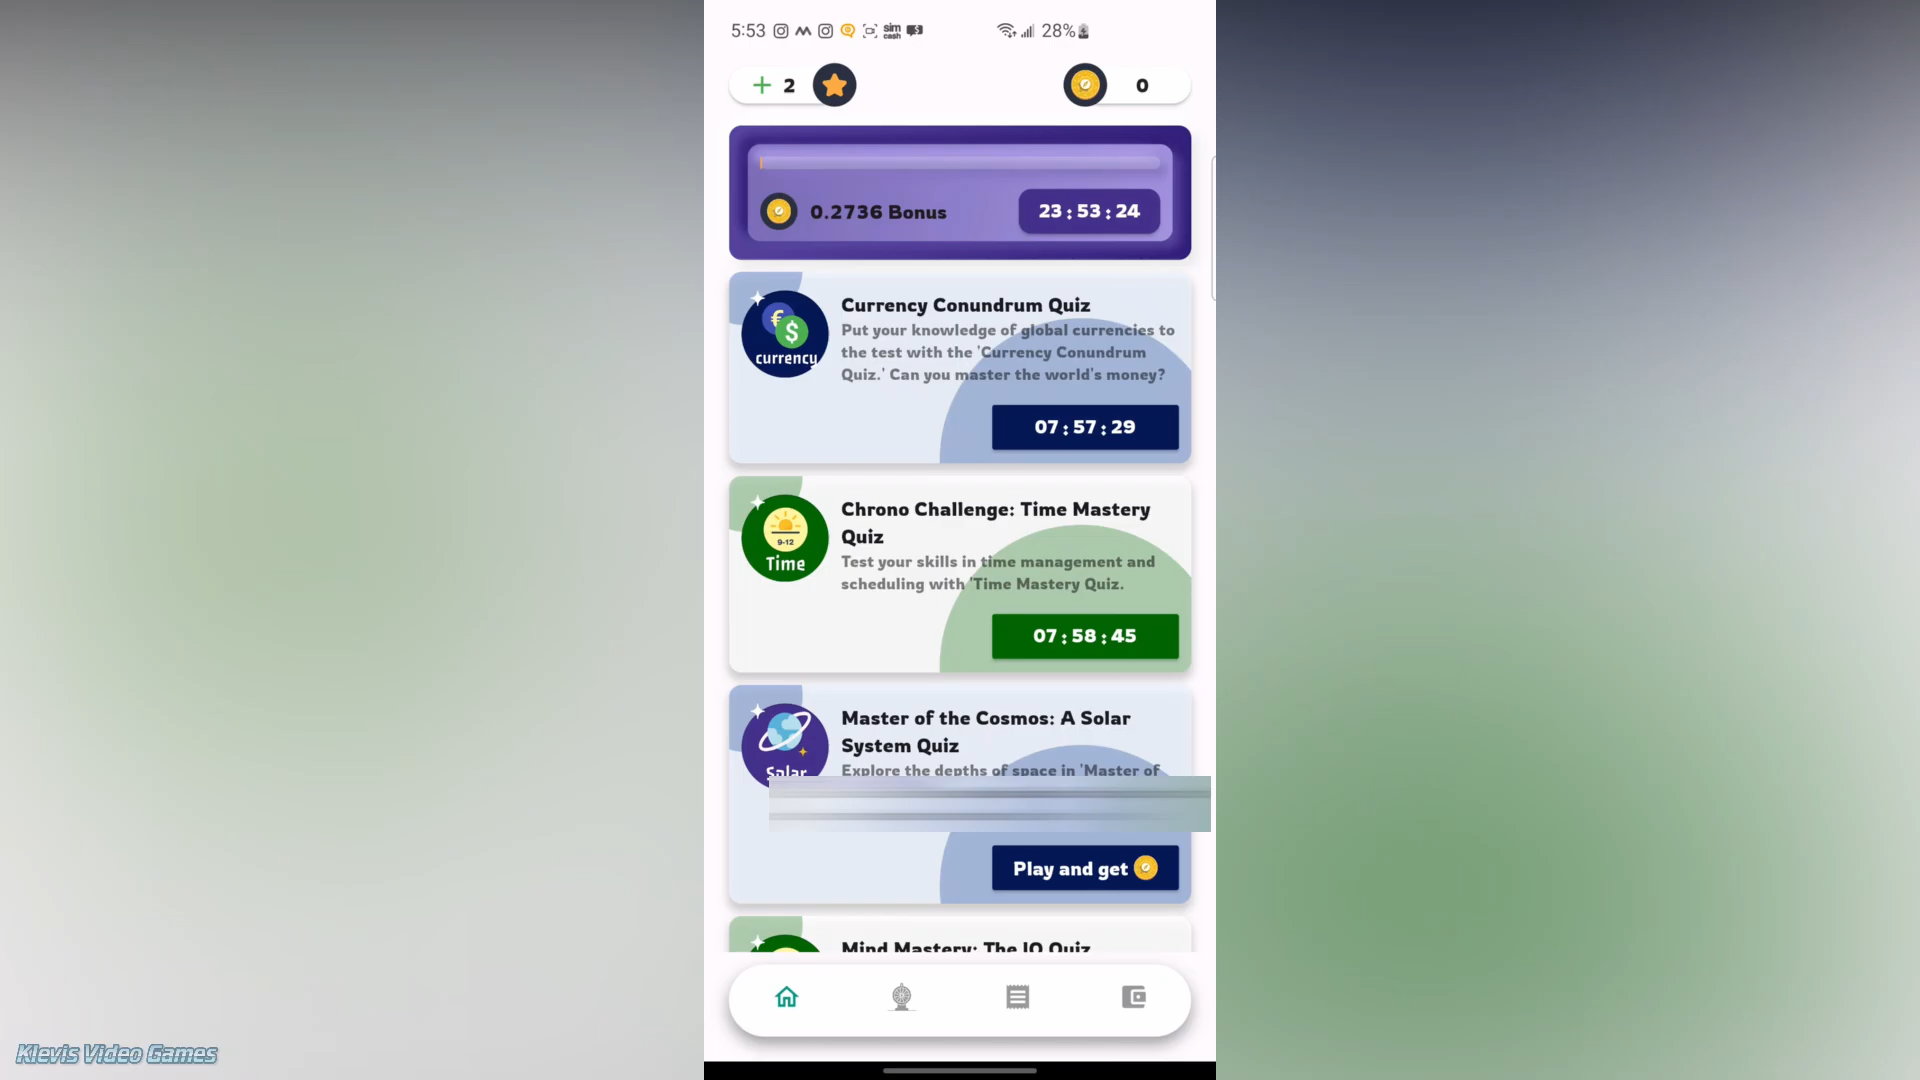 5:53 sim cash 28%
+ 2
0
0.2736 Bonus 23:53:24
Currency Conundrum Quiz
Put your knowledge of global currencies to
the test with the 'Currency Conundrum
Quiz.' Can you master the world's money?
currency
07:57:29
Chrono Challenge: Time Mastery
Quiz
9-12
Time
Test your skills in time management and
scheduling with 'Time Mastery Quiz.
07:58:45
Master of the Cosmos: A Solar
System Quiz
Solar
Explore the depths of space in 'Master of
Play and get
Mind Mastery: The IQ Quiz
Klevis Video Games